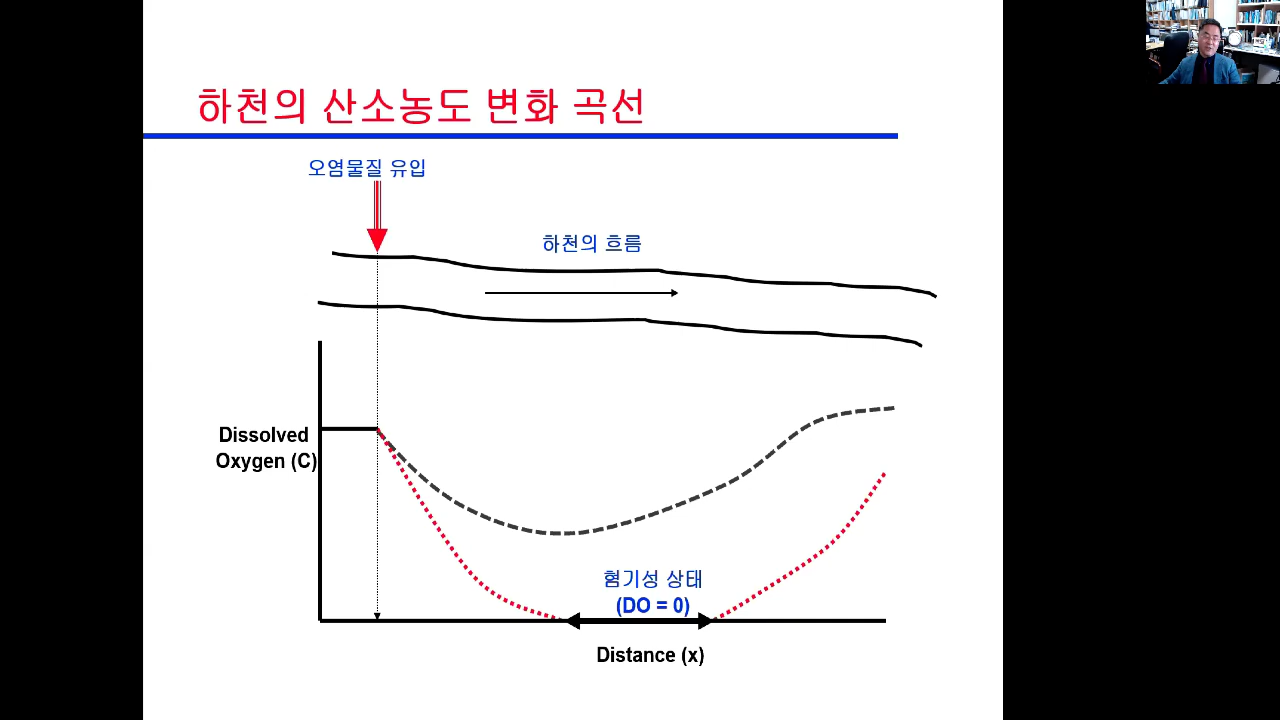 하천의 산소농도 변화 곡선
오염물질 유입
하천의 흐름
Dissolved
Oxygen (C)
혐기성 상태
(DO = 0)
Distance (x)